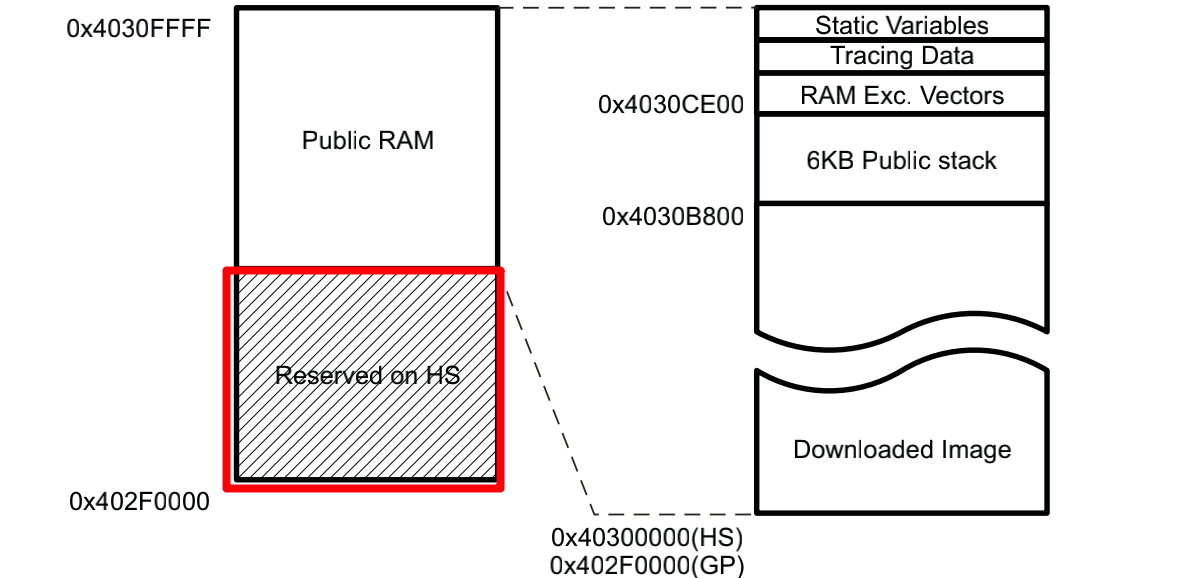 0x4030FFFF
Public RAM
Reserved on HS
0x402F0000
Static Variables
Tracing Data
RAM Exc. Vectors
0x4030CE00
6KB Public stack
0x4030B800
Downloaded Image
0x40300000(HS)
0x402F0000(GP)